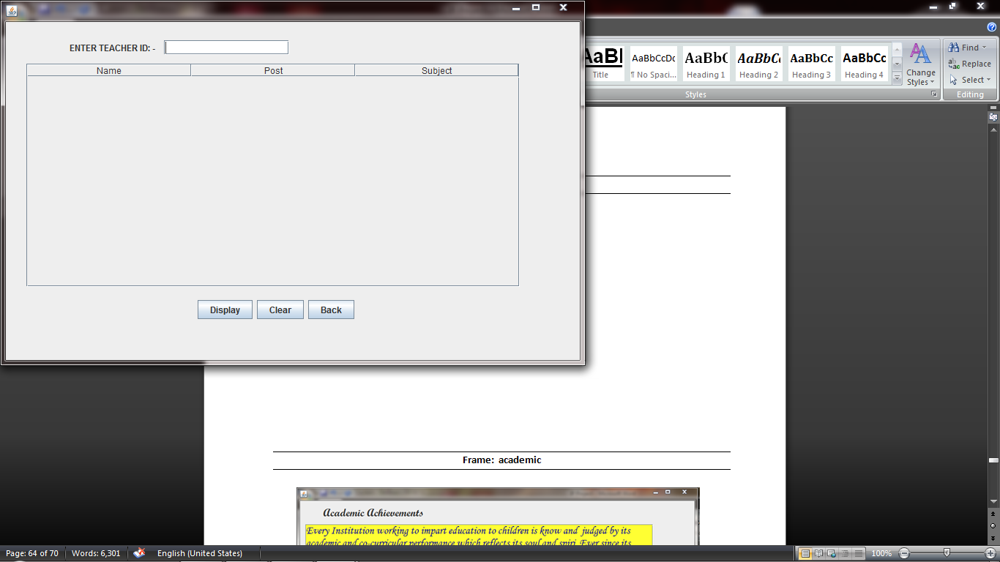 ENTER TEACHER ID: -
Name Post Subject
Display Clear Back
AaBl AaBbCcDc AaBbC AaBbCc AaBbCc AaBbCc
Title ¶ No Spaci... Heading 1 Heading 2 Heading 3 Heading 4
Change
Styles
Styles
Find
Replace
Select
Editing
Frame: academic
Academic Achievements
Every Institution working to impart education to children is know and judged by its
academic and co-curricular performance which reflects its soul and spiri. Ever since its
Page: 64 of 70 Words: 6,301 English (United States) 100%